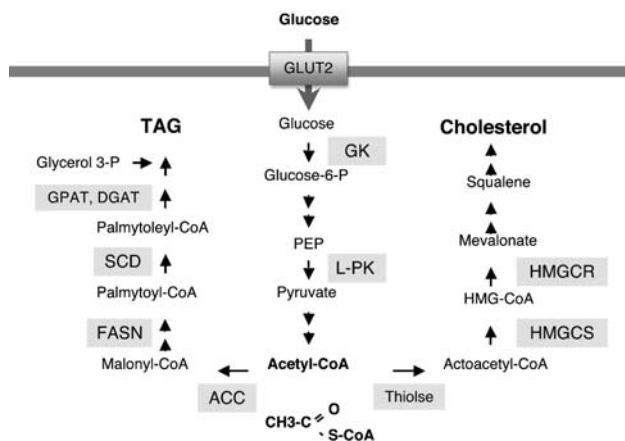 Glucose
GLUT2
TAG
Glucose
Cholesterol
GK
Glycerol 3-P
Glucose-6-P
Squalene
GPAT, DGAT
Palmytoleyl-CoA
PEP
Mevalonate
SCD
L-PK
HMGCR
Palmytoyl-CoA
Pyruvate
HMG-CoA
FASN
HMGCS
Malonyl-CoA
Acetyl-CoA
Actoacetyl-CoA
ACC
Thiolse
CH3-C
O
S-CoA